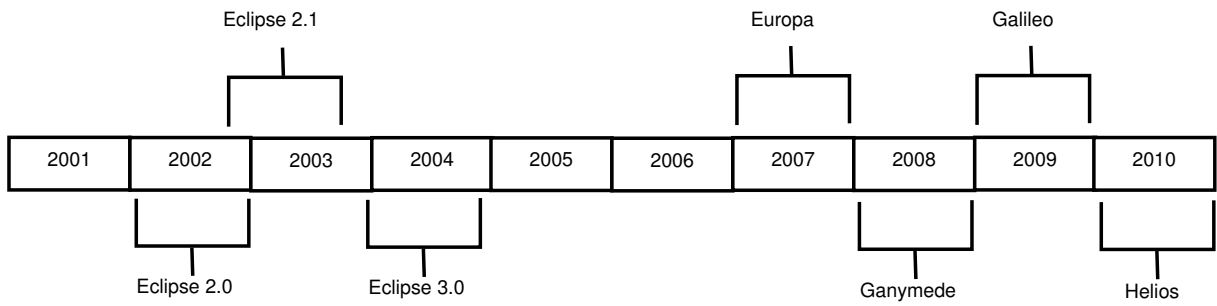 Eclipse 2.1 Europa Galileo
2001 2002 2003 2004 2005 2006 2007 2008 2009 2010
Eclipse 2.0 Eclipse 3.0 Ganymede Helios